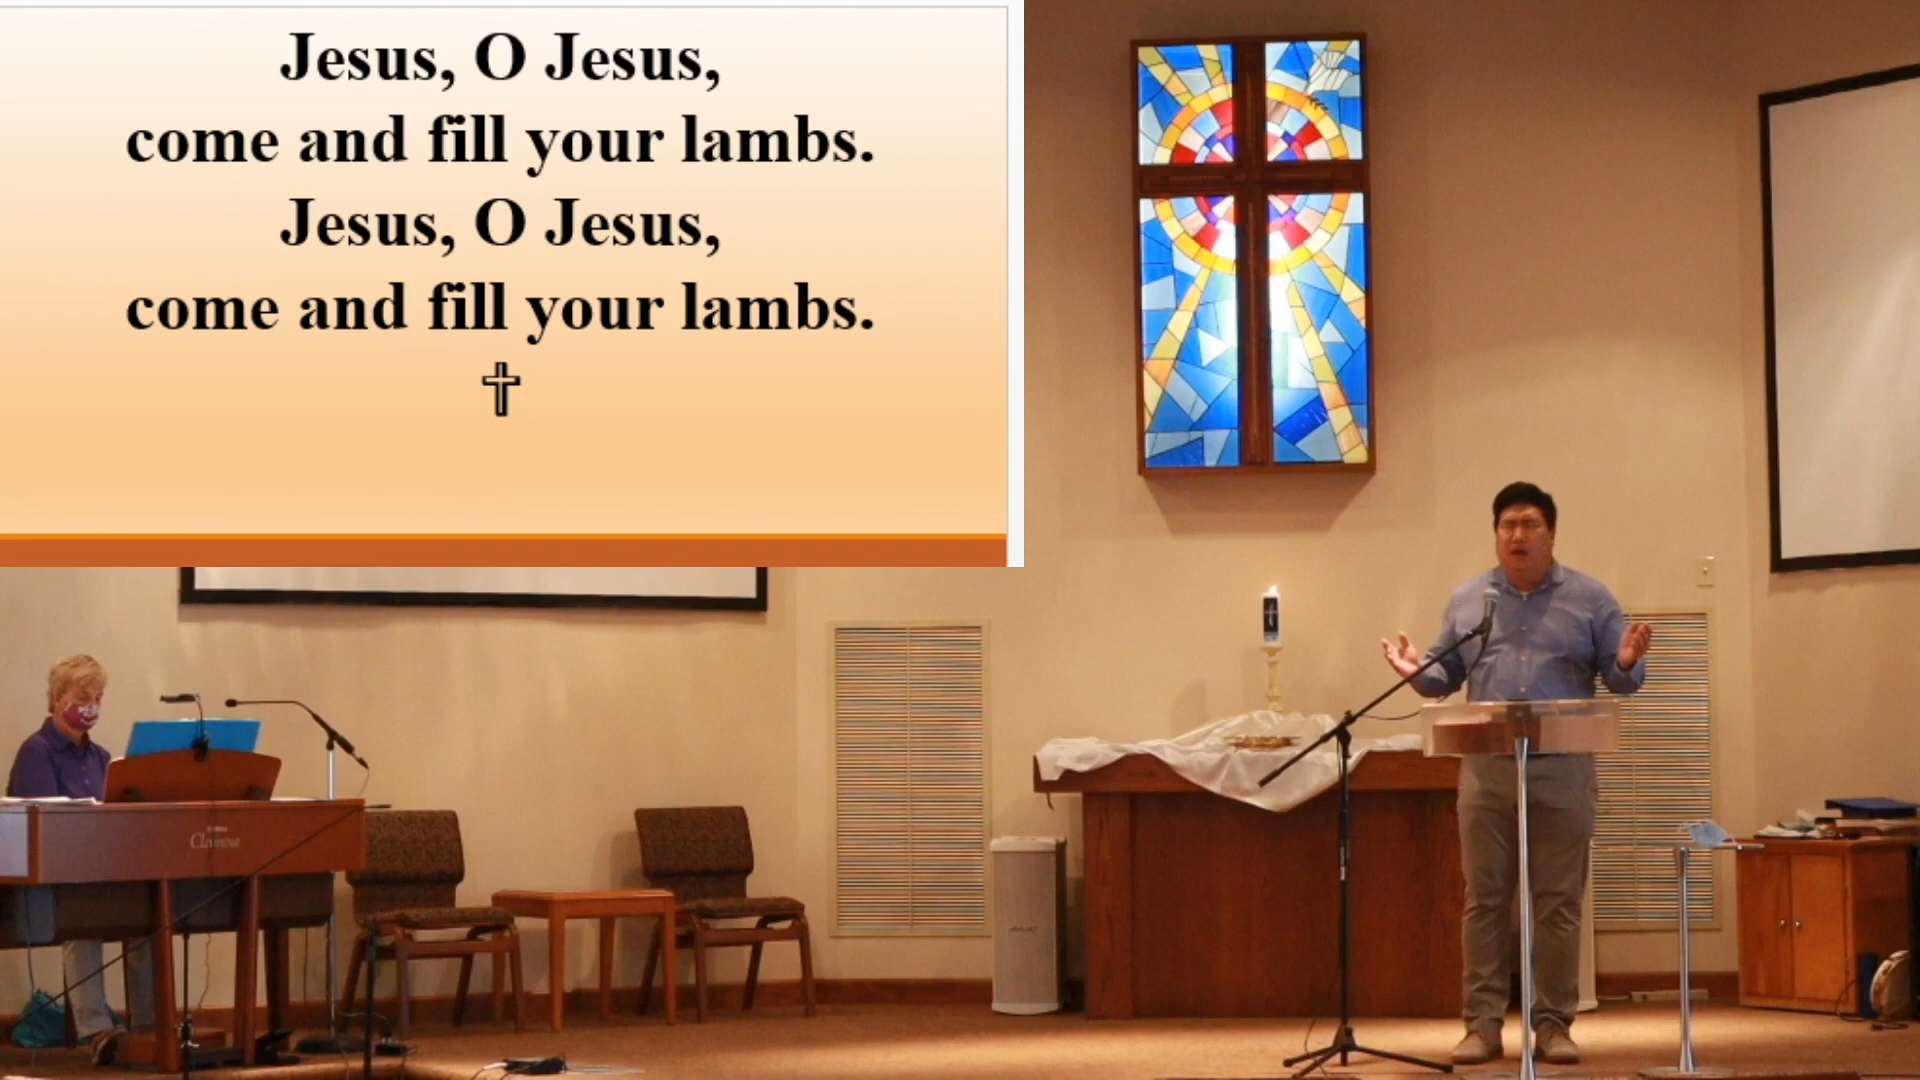 Jesus, O Jesus,
come and fill your lambs.
Jesus, O Jesus,
come and fill your lambs.
✝
Clavinova